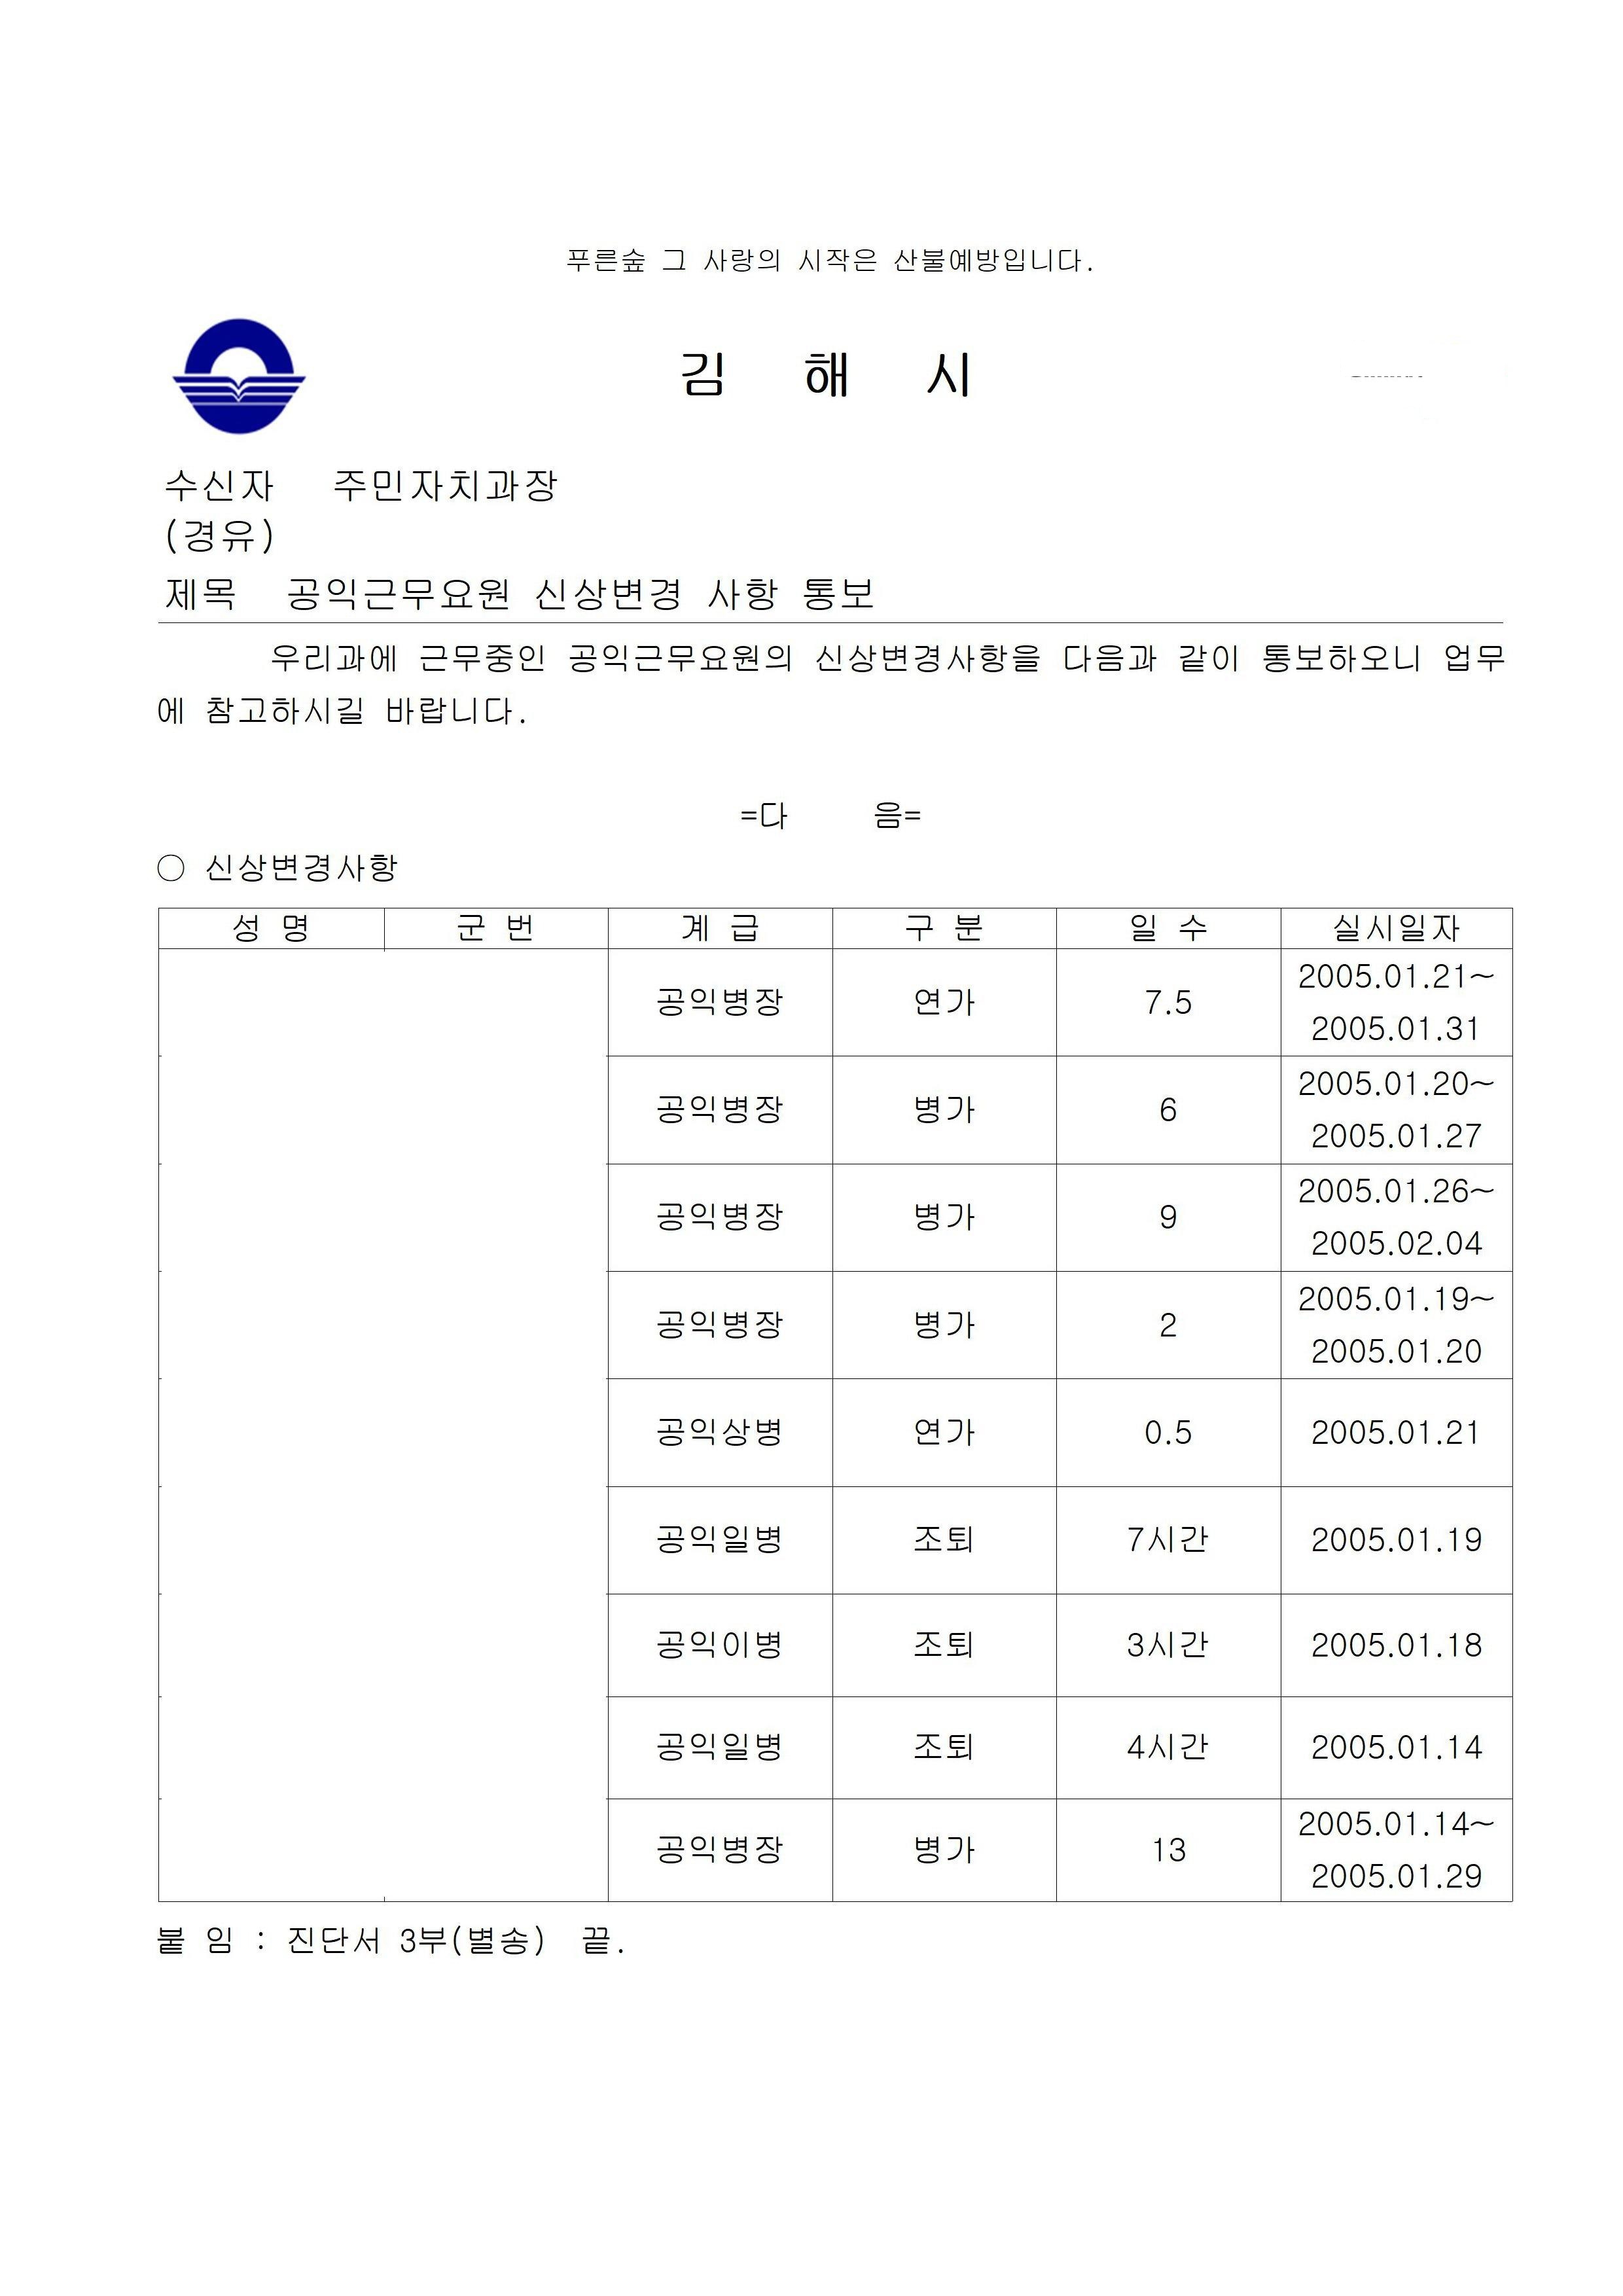 푸른숲 그 사랑의 시작은 산불예방입니다.
김 해 시
수신자 주민자치과장
(경유)
제목 공익근무요원 신상변경 사항 통보
우리과에 근무중인 공익근무요원의 신상변경사항을 다음과 같이 통보하오니 업무
에 참고하시길 바랍니다.
=다 음=
○ 신상변경사항
성 명 군 번 계 급 구 분 일 수 실시일자
공익병장 연가 7.5 2005.01.21~
2005.01.31
공익병장 병가 6 2005.01.20~
2005.01.27
공익병장 병가 9 2005.01.26~
2005.02.04
공익병장 병가 2 2005.01.19~
2005.01.20
공익상병 연가 0.5 2005.01.21
공익일병 조퇴 7시간 2005.01.19
공익이병 조퇴 3시간 2005.01.18
공익일병 조퇴 4시간 2005.01.14
공익병장 병가 13 2005.01.14~
2005.01.29
붙 임 : 진단서 3부(별송) 끝.